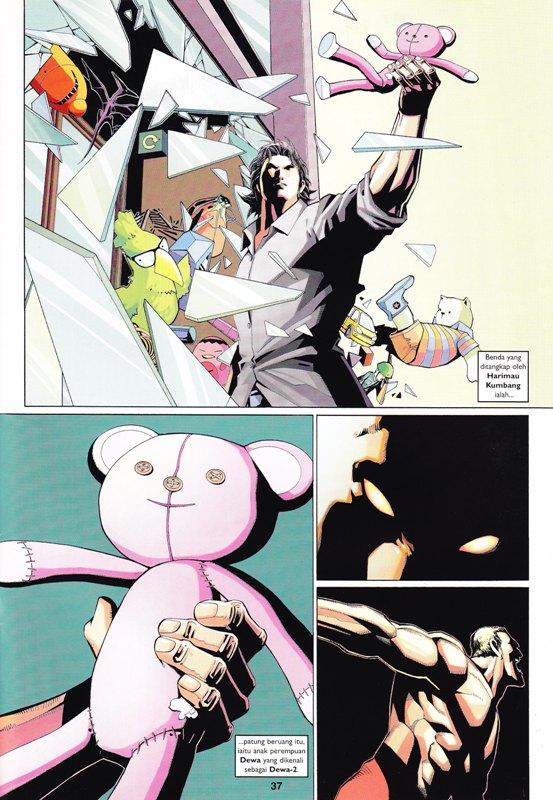 Benda yang
ditangkap oleh
Harimau
Kumbang
ialah...
...patung beruang itu,
iaitu anak perempuan
Dewa yang dikenali
sebagai Dewa-2.
37